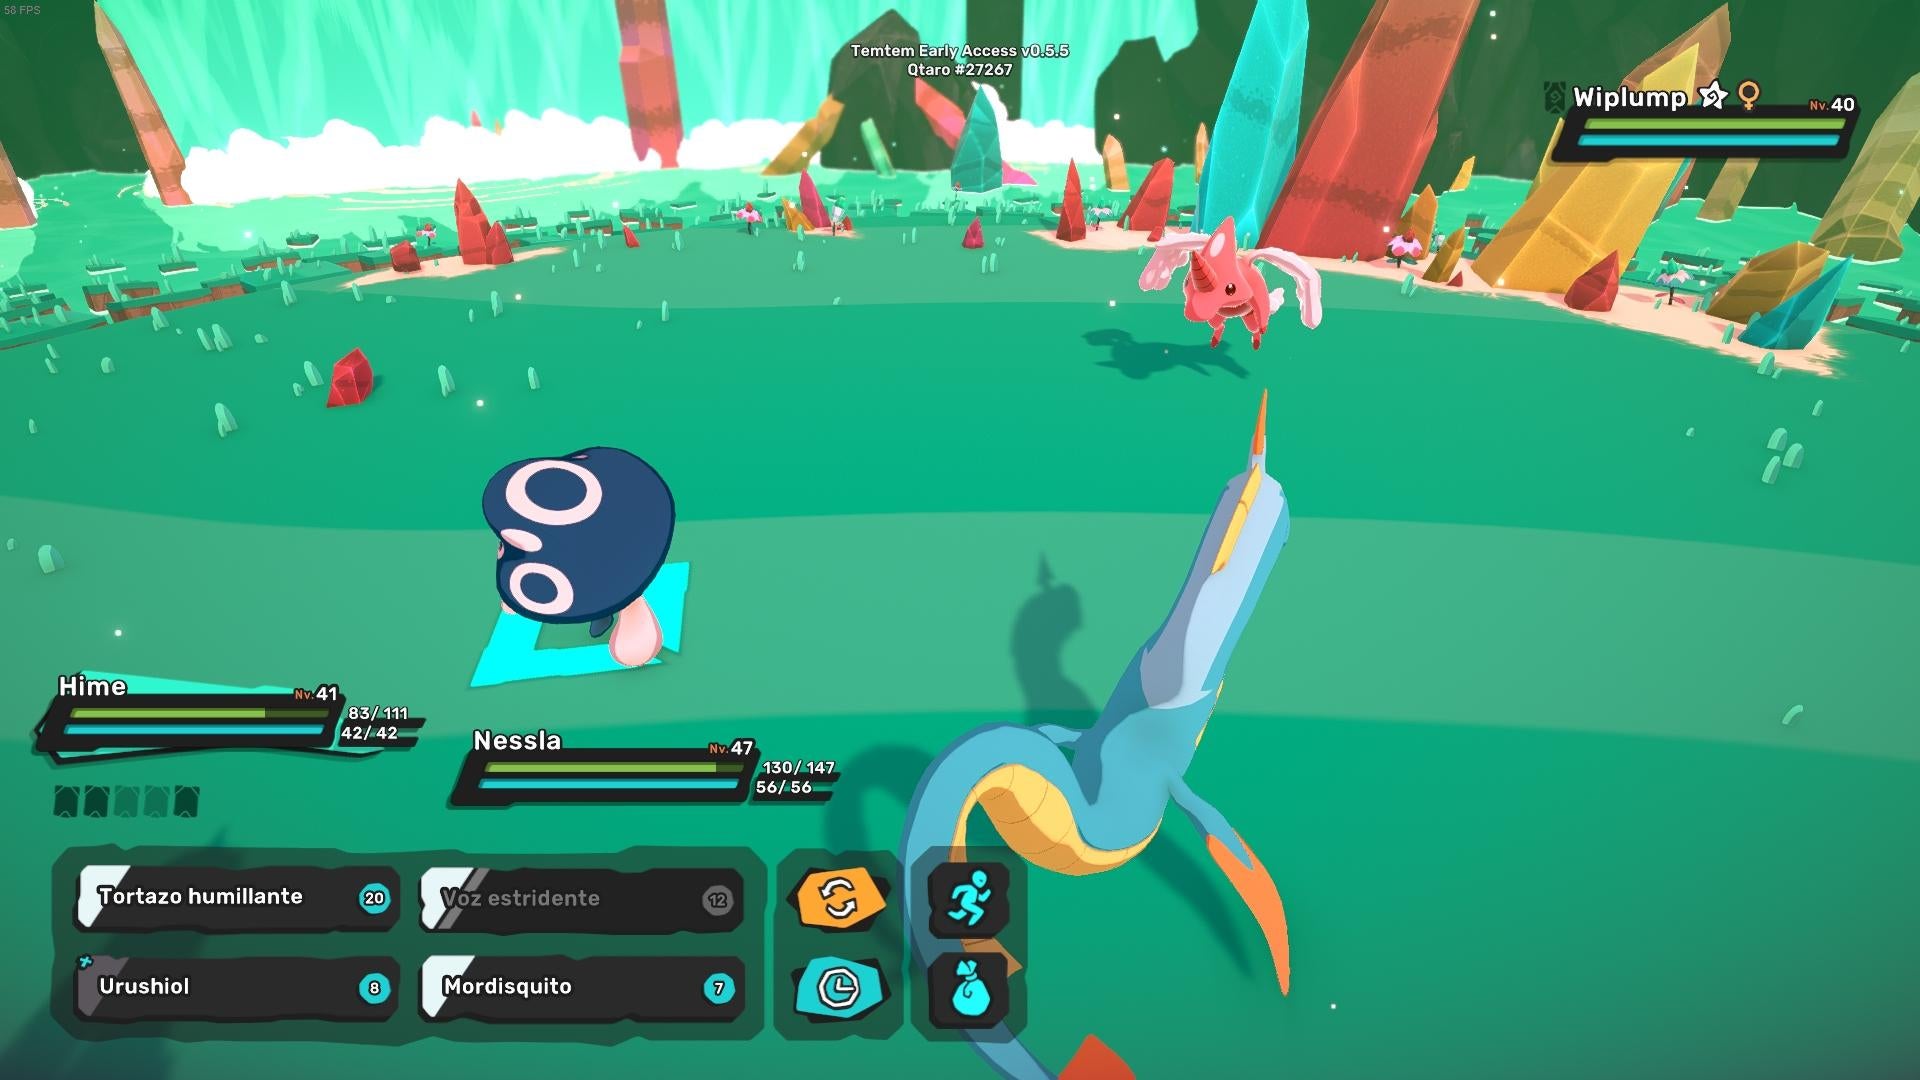 58 FPS
Temtem Early Access v0.5.5
Qtaro #27267
Wiplump
Nv. 40
Hime
Nv. 41
83/ 111
42/ 42
Nessla
Nv. 47
130/ 147
56/ 56
Tortazo humillante 20
Voz estridente 12
Urushiol 8
Mordisquito 7